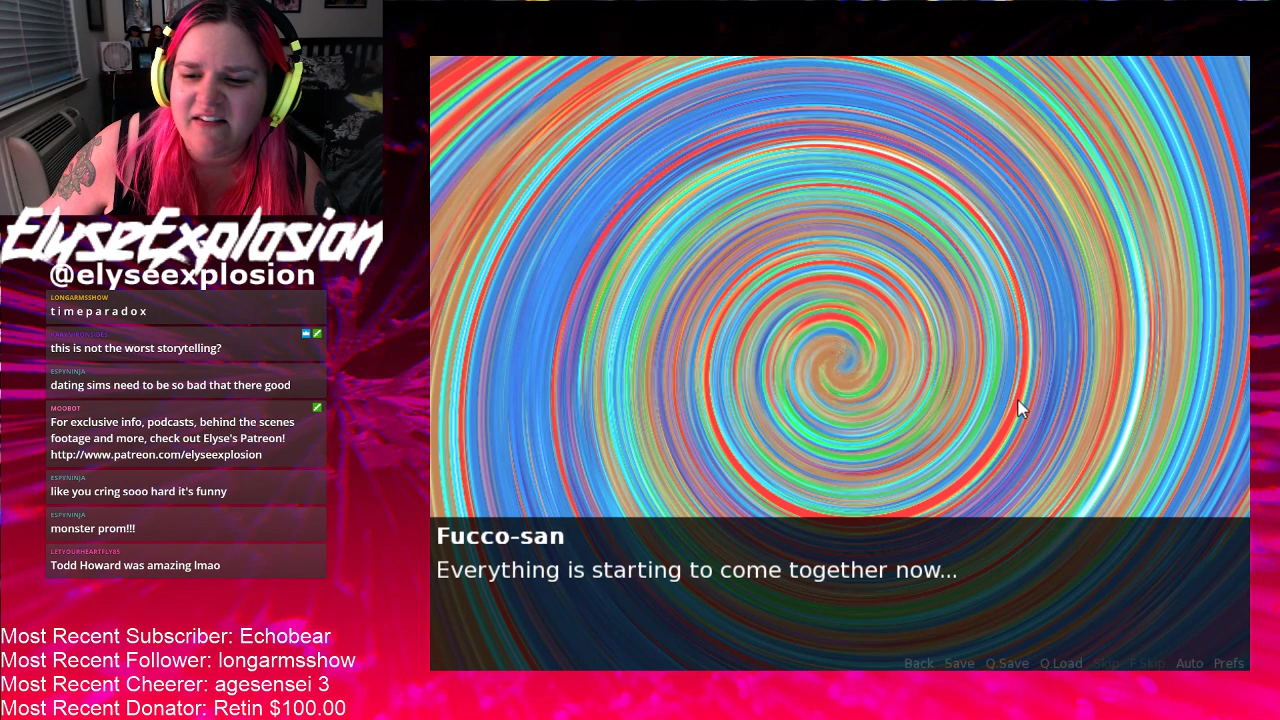 ElyseExplosion
@elyseexplosion
LONGARMSSHOW
t i m e p a r a d o x
this is not the worst storytelling?
ESPYNINJA
dating sims need to be so bad that there good
MOOBOT
For exclusive info, podcasts, behind the scenes
footage and more, check out Elyse's Patreon!
http://www.patreon.com/elyseexplosion
ESPYNINJA
like you cring sooo hard it's funny
ESPYNINJA
monster prom!!!
LETYOURHEARTFLY85
Todd Howard was amazing lmao
Most Recent Subscriber: Echobear
Most Recent Follower: longarmsshow
Most Recent Cheerer: agesensei 3
Most Recent Donator: Retin $100.00
Fucco-san
Everything is starting to come together now...
Back Save Q.Save Q.Load Skip F.Skip Auto Prefs